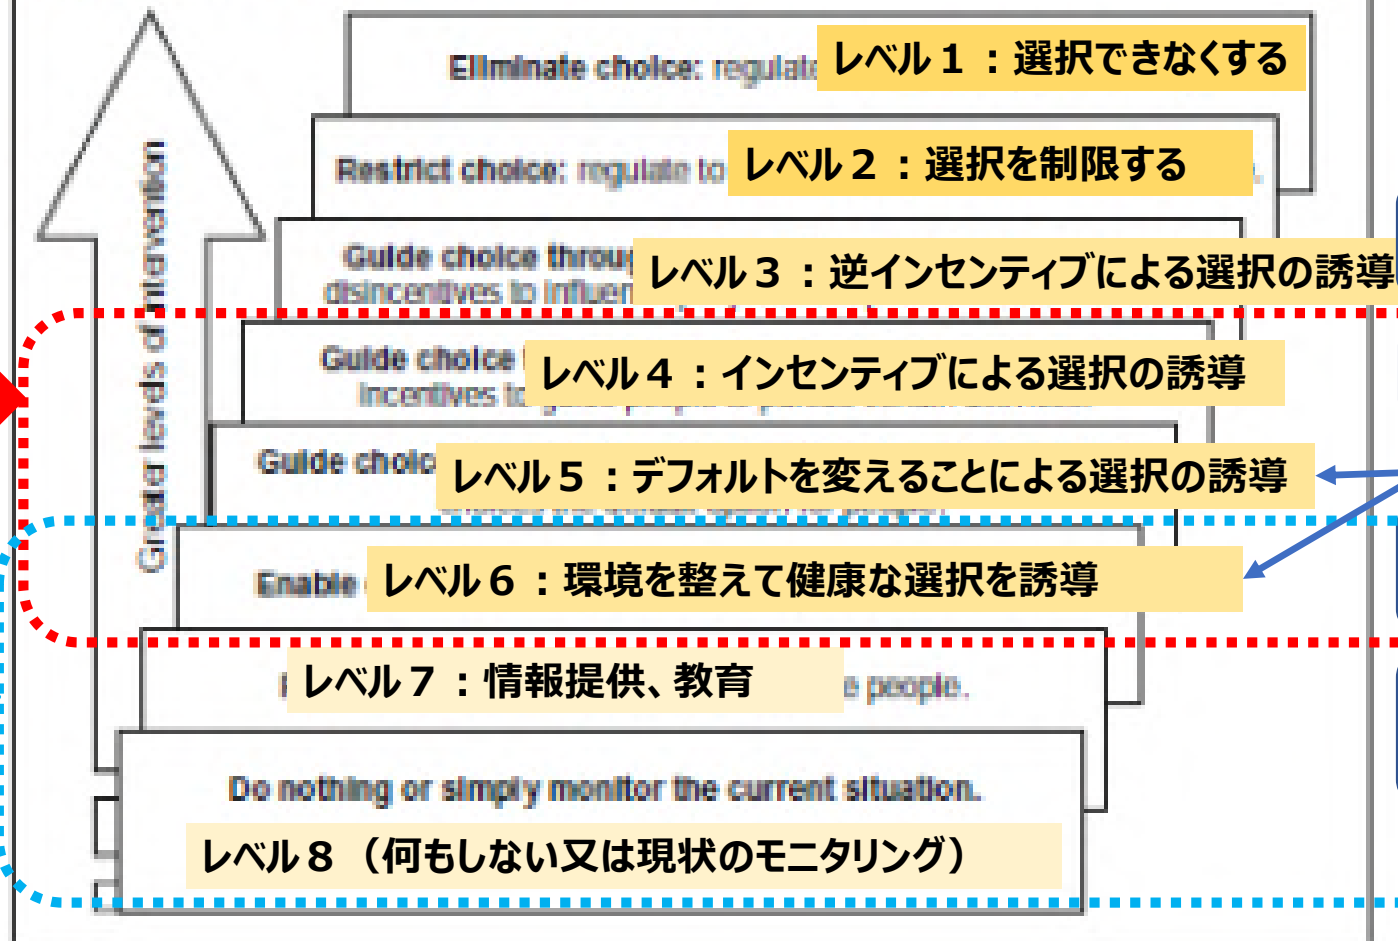 Greater levels of intervention
Eliminate choice: regulate
レベル１：選択できなくする
Restrict choice: regulate to
レベル２：選択を制限する
Guide choice
disincentives to
レベル３：逆インセンティブによる選択の誘導
Guide choice
incentives to
レベル４：インセンティブによる選択の誘導
Guide
レベル５：デフォルトを変えることによる選択の誘導
Enable
レベル６：環境を整えて健康な選択を誘導
レベル７：情報提供、教育
people.
Do nothing or simply monitor the current situation.
レベル８（何もしない又は現状のモニタリング）